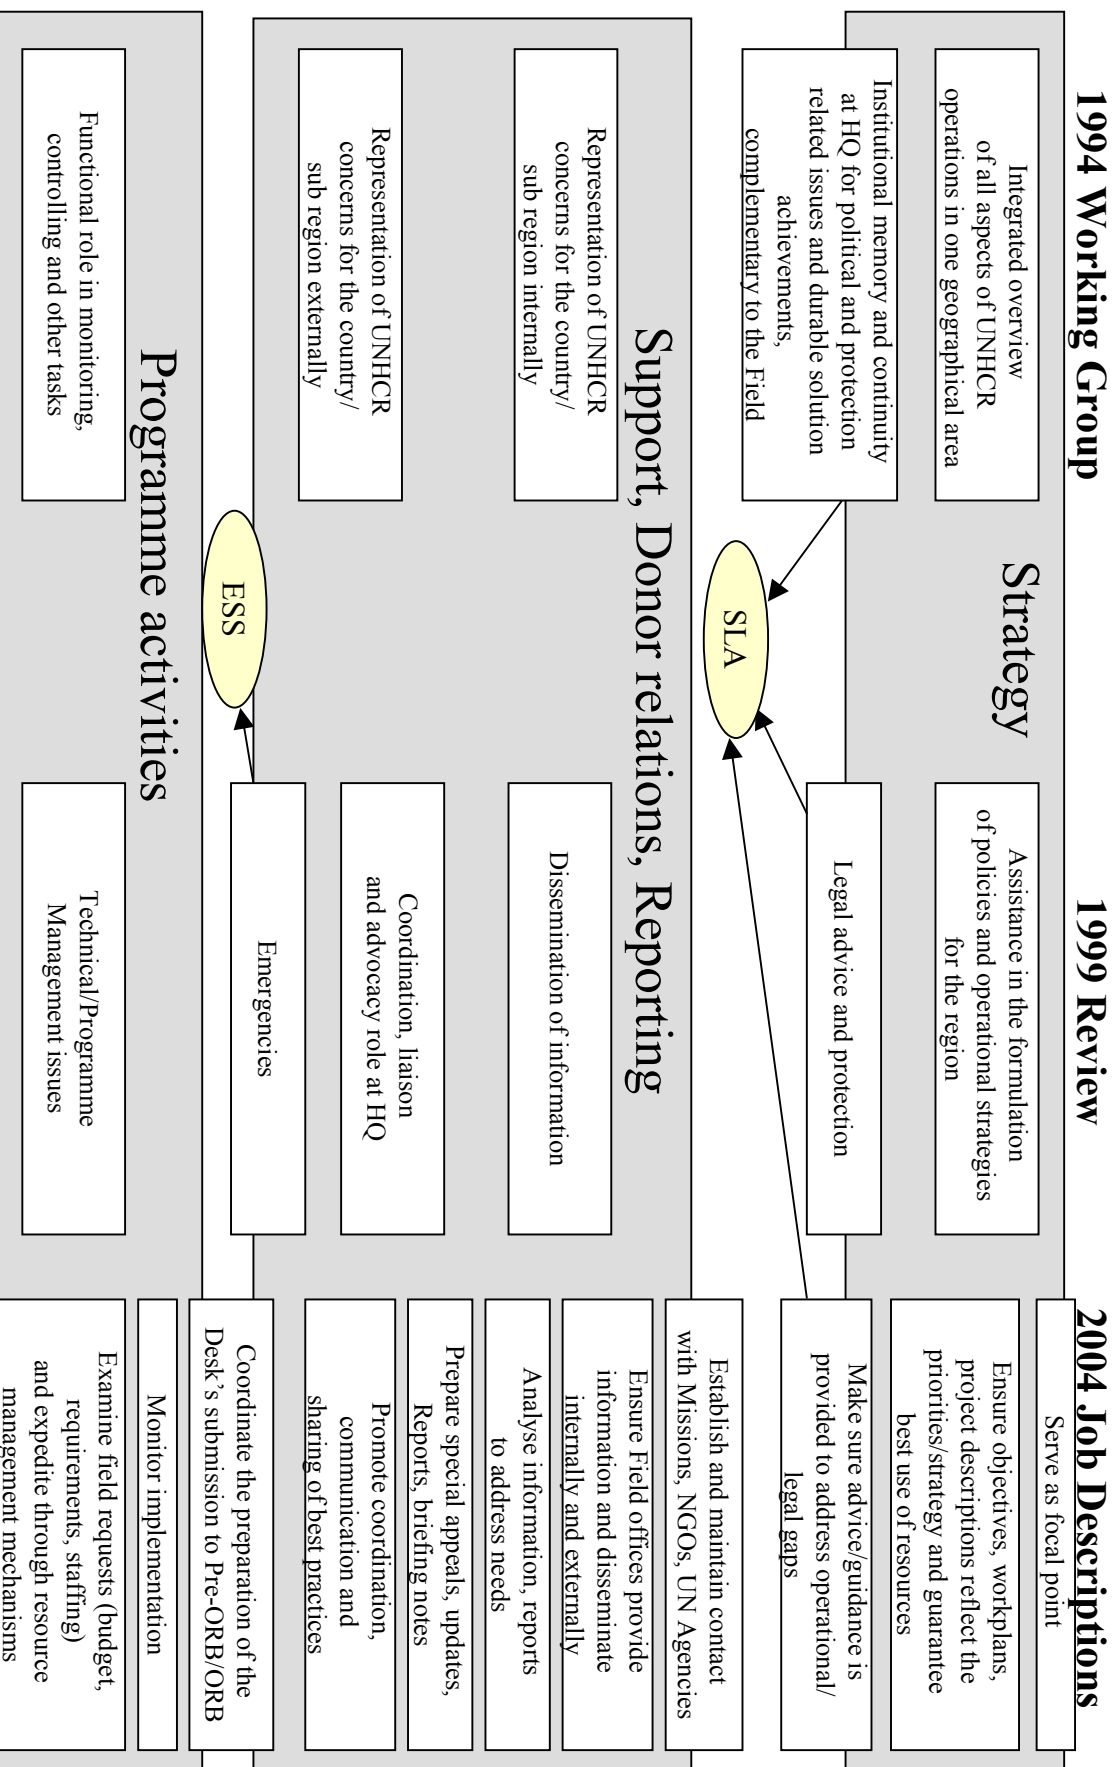 1994 Working Group
1999 Review
2004 Job Descriptions
Strategy
Integrated overview
of all aspects of UNHCR
operations in one geographical area
Institutional memory and continuity
at HQ for political and protection
related issues and durable solution
achievements,
complementary to the Field
Assistance in the formulation
of policies and operational strategies
for the region
Legal advice and protection
Serve as focal point
Ensure objectives, workplans,
project descriptions reflect the
priorities/strategy and guarantee
best use of resources
Make sure advice/guidance is
provided to address operational/
legal gaps
SLA
Support, Donor relations, Reporting
Representation of UNHCR
concerns for the country/
sub region internally
Representation of UNHCR
concerns for the country/
sub region externally
Dissemination of information
Coordination, liaison
and advocacy role at HQ
Emergencies
Establish and maintain contact
with Missions, NGOs, UN Agencies
Ensure Field offices provide
information and disseminate
internally and externally
Analyse information, reports
to address needs
Prepare special appeals, updates,
Reports, briefing notes
Promote coordination,
communication and
sharing of best practices
ESS
Coordinate the preparation of the
Desk's submission to Pre-ORB/ORB
Programme activities
Functional role in monitoring,
controlling and other tasks
Technical/Programme
Management issues
Monitor implementation
Examine field requests (budget,
requirements, staffing)
and expedite through resource
management mechanisms